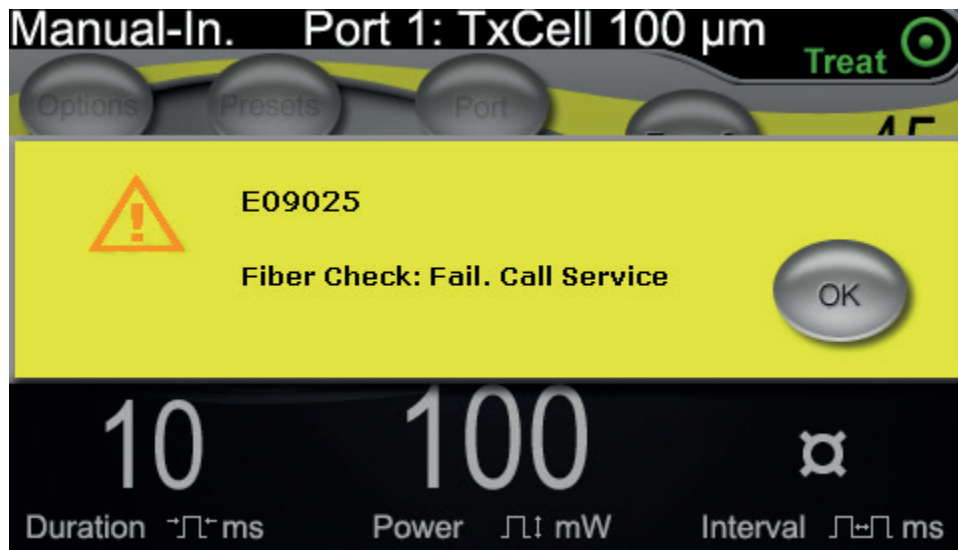 Manual-In. Port 1: TxCell 100 µm
Treat
Options Presets Port
E09025
Fiber Check: Fail. Call Service
OK
10 100 ¤
Duration ms Power mW Interval ms